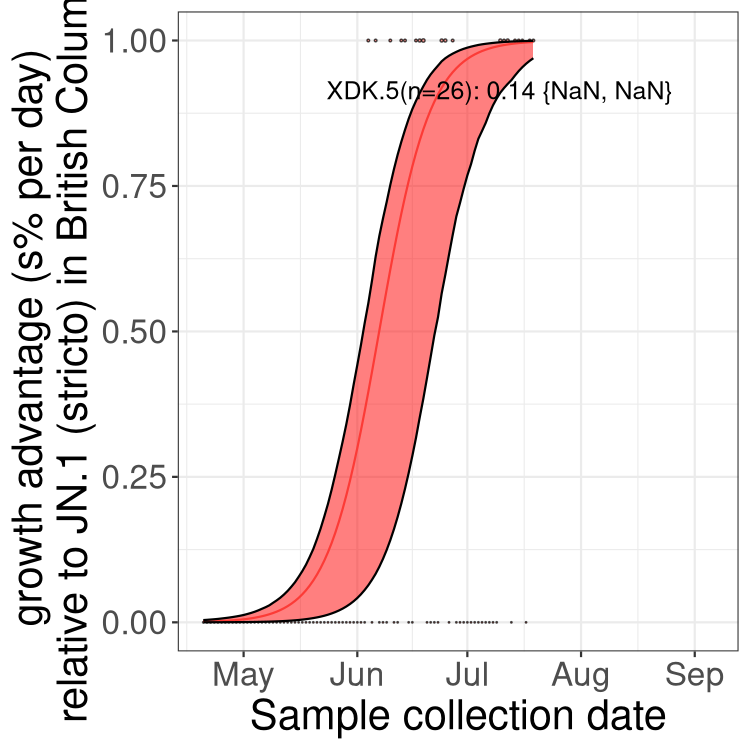 growth advantage (s% per day)
relative to JN.1 (stricto) in British Colum
1.00
0.75
0.50
0.25
0.00
XDK.5(n=26): 0.14 {NaN, NaN}
May Jun Jul Aug Sep
Sample collection date